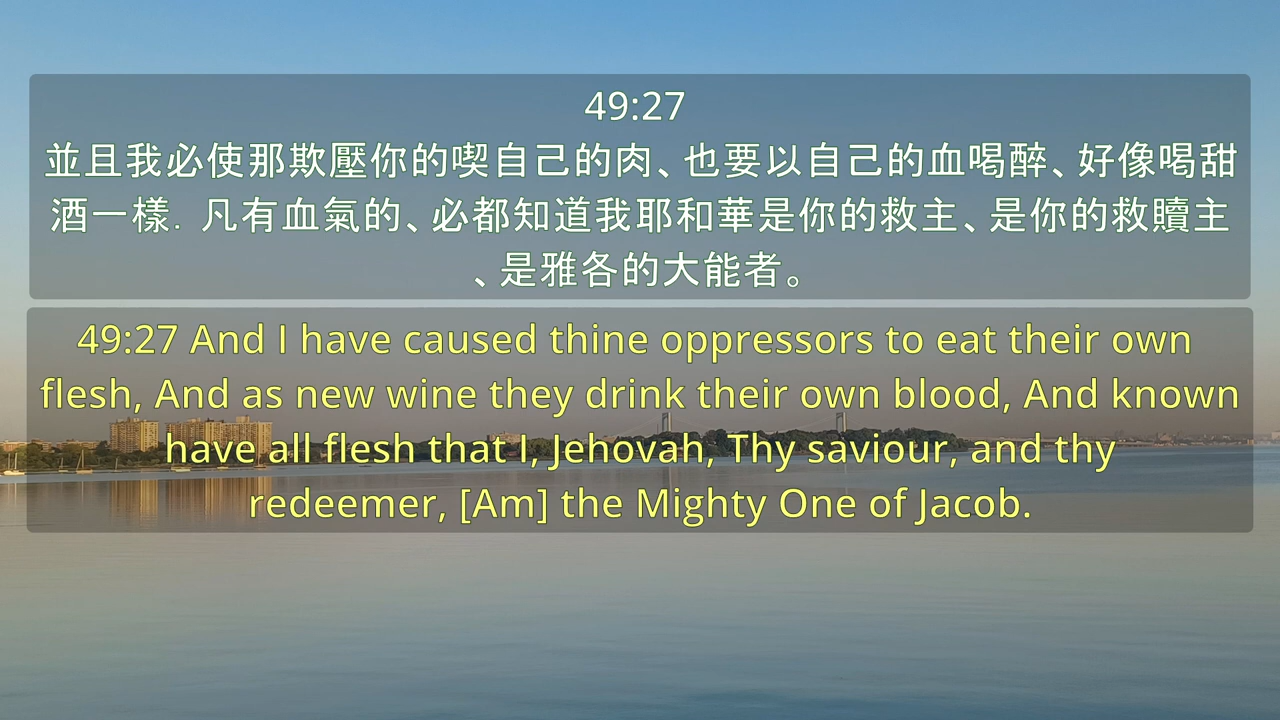 49:27
並且我必使那欺壓你的喫自己的肉、也要以自己的血喝醉、好像喝甜
酒一樣. 凡有血氣的、必都知道我耶和華是你的救主、是你的救贖主
、是雅各的大能者。
49:27 And I have caused thine oppressors to eat their own
flesh, And as new wine they drink their own blood, And known
have all flesh that I, Jehovah, Thy saviour, and thy
redeemer, [Am] the Mighty One of Jacob.